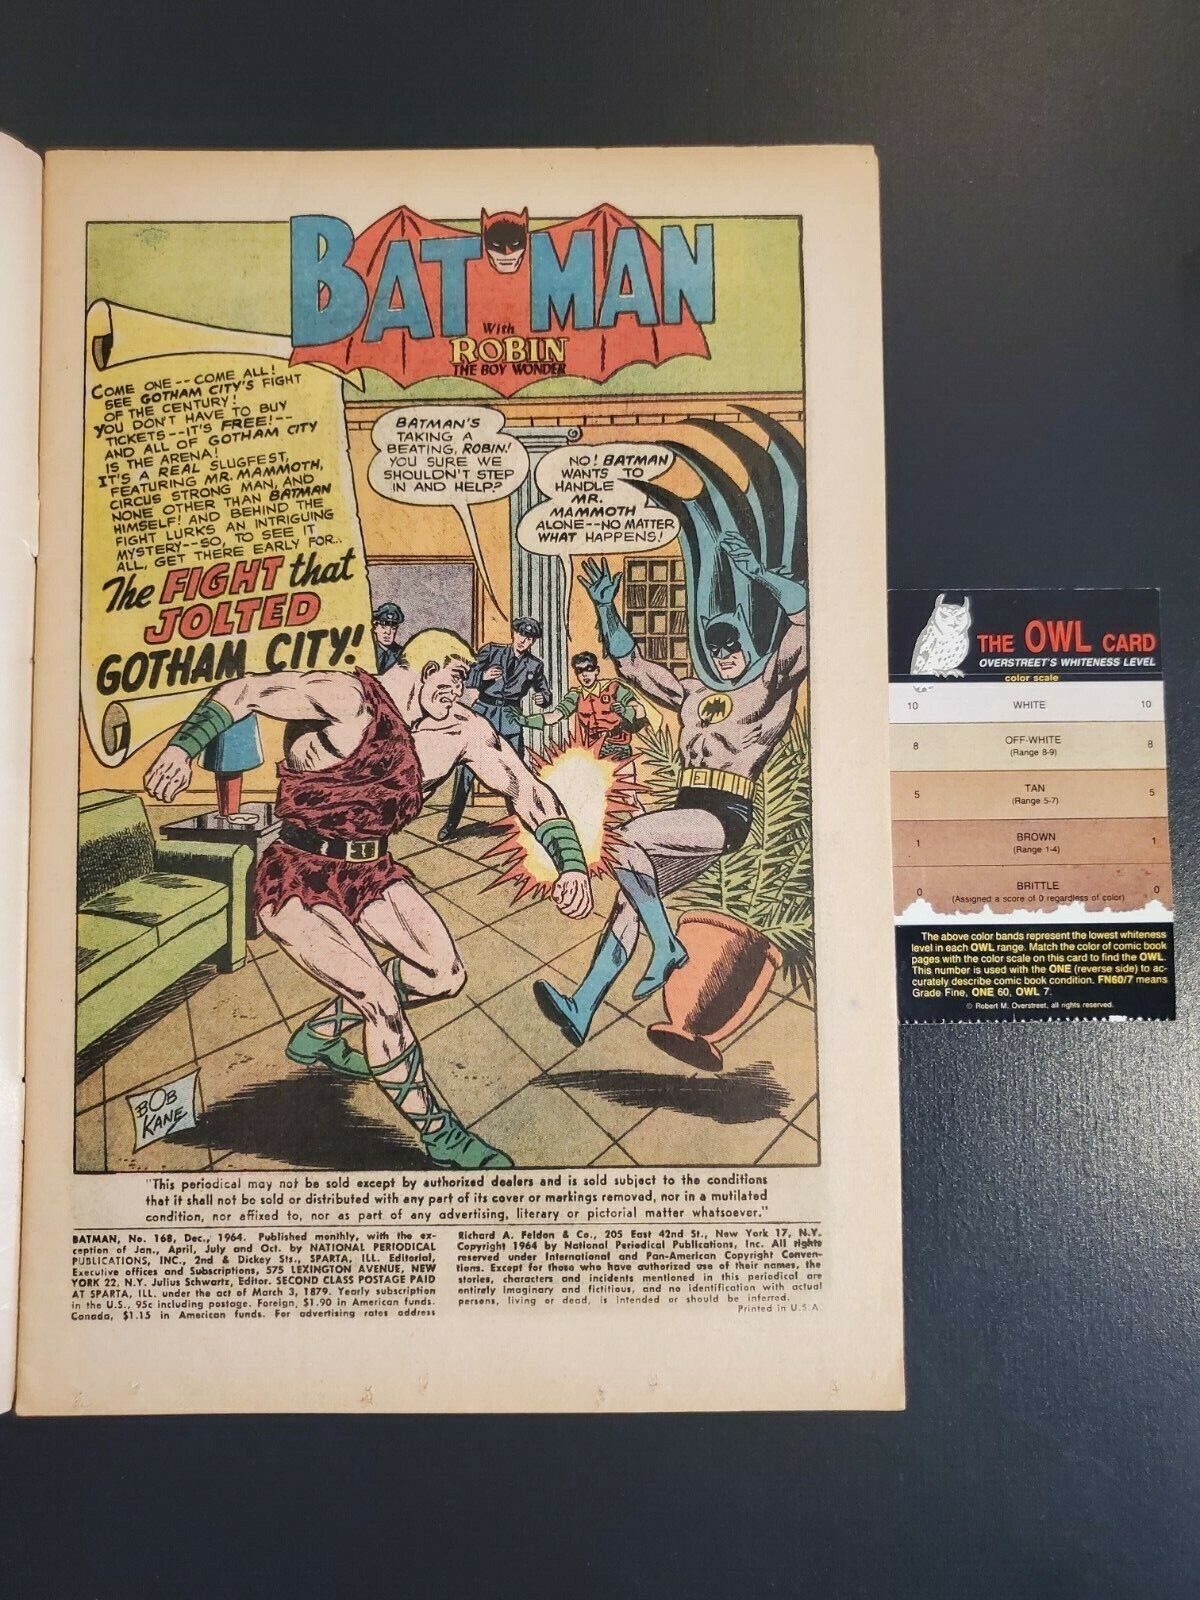 BATMAN
With
ROBIN
THE BOY WONDER
COME ONE--COME ALL!
SEE GOTHAM CITY'S FIGHT
OF THE CENTURY!
YOU DON'T HAVE TO BUY
TICKETS--IT'S FREE!--
AND ALL OF GOTHAM CITY
IS THE ARENA!
IT'S A REAL SLUGFEST,
FEATURING MR. MAMMOTH,
CIRCUS STRONG MAN, AND
NONE OTHER THAN BATMAN
HIMSELF! AND BEHIND THE
FIGHT LURKS AN INTRIGUING
MYSTERY--SO, TO SEE IT
ALL, GET THERE EARLY FOR..
The FIGHT that
JOLTED
GOTHAM CITY!
BATMAN'S
TAKING A
BEATING, ROBIN!
YOU SURE WE
SHOULDN'T STEP
IN AND HELP?
NO! BATMAN
WANTS TO
HANDLE
MR.
MAMMOTH
ALONE--NO MATTER
WHAT HAPPENS!
BOB
KANE
"This periodical may not be sold except by authorized dealers and is sold subject to the conditions
that it shall not be sold or distributed with any part of its cover or markings removed, nor in a mutilated
condition, nor affixed to, nor as part of any advertising, literary or pictorial matter whatsoever."
BATMAN, No. 168, Dec., 1964. Published monthly, with the ex-
ception of Jan., April, July and Oct. by NATIONAL PERIODICAL
PUBLICATIONS, INC., 2nd & Dickey Sts., SPARTA, ILL. Editorial,
Executive offices and Subscriptions, 575 LEXINGTON AVENUE, NEW
YORK 22, N.Y. Julius Schwartz, Editor. SECOND CLASS POSTAGE PAID
AT SPARTA, ILL. under the act of March 3, 1879. Yearly subscription
in the U.S., 95c including postage. Foreign, $1.90 in American funds.
Canada, $1.15 in American funds. For advertising rates address
Richard A. Feldon & Co., 205 East 42nd St., New York 17, N.Y.
Copyright 1964 by National Periodical Publications, Inc. All rights
reserved under International and Pan-American Copyright Conven-
tions. Except for those who have authorized use of their names, the
stories, characters and incidents mentioned in this periodical are
entirely imaginary and fictitious, and no identification with actual
persons, living or dead, is intended or should be inferred.
Printed in U.S.A
THE OWL CARD
OVERSTREET'S WHITENESS LEVEL
color scale
10 WHITE 10
8 OFF-WHITE 8
(Range 8-9)
5 TAN 5
(Range 5-7)
1 BROWN 1
(Range 1-4)
0 BRITTLE 0
(Assigned a score of 0 regardless of color)
The above color bands represent the lowest whiteness
level in each OWL range. Match the color of comic book
pages with the color scale on this card to find the OWL.
This number is used with the ONE (reverse side) to ac-
curately describe comic book condition. FN60/7 means
Grade Fine, ONE 60, OWL 7.
© Robert M. Overstreet, all rights reserved.